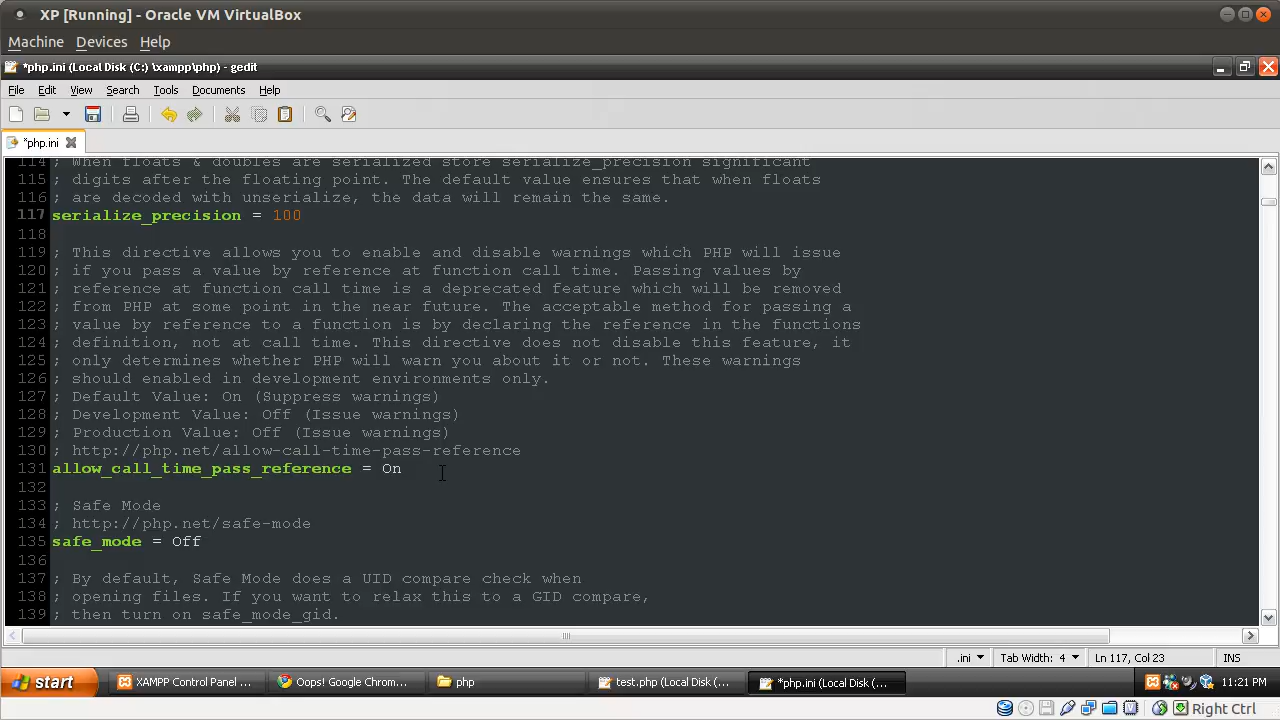 XP [Running] - Oracle VM VirtualBox
Machine Devices Help
*php.ini (Local Disk (C:) \xampp\php) - gedit
File Edit View Search Tools Documents Help
*php.ini
114 ; When floats & doubles are serialized store serialize_precision significant
115 ; digits after the floating point. The default value ensures that when floats
116 ; are decoded with unserialize, the data will remain the same.
117 serialize_precision = 100
118
119 ; This directive allows you to enable and disable warnings which PHP will issue
120 ; if you pass a value by reference at function call time. Passing values by
121 ; reference at function call time is a deprecated feature which will be removed
122 ; from PHP at some point in the near future. The acceptable method for passing a
123 ; value by reference to a function is by declaring the reference in the functions
124 ; definition, not at call time. This directive does not disable this feature, it
125 ; only determines whether PHP will warn you about it or not. These warnings
126 ; should enabled in development environments only.
127 ; Default Value: On (Suppress warnings)
128 ; Development Value: Off (Issue warnings)
129 ; Production Value: Off (Issue warnings)
130 ; http://php.net/allow-call-time-pass-reference
131 allow_call_time_pass_reference = On
132
133 ; Safe Mode
134 ; http://php.net/safe-mode
135 safe_mode = Off
136
137 ; By default, Safe Mode does a UID compare check when
138 ; opening files. If you want to relax this to a GID compare,
139 ; then turn on safe_mode_gid.
.ini Tab Width: 4 Ln 117, Col 23 INS
start XAMPP Control Panel ... Oops! Google Chrom... php test.php (Local Disk (... *php.ini (Local Disk (... 11:21 PM
Right Ctrl